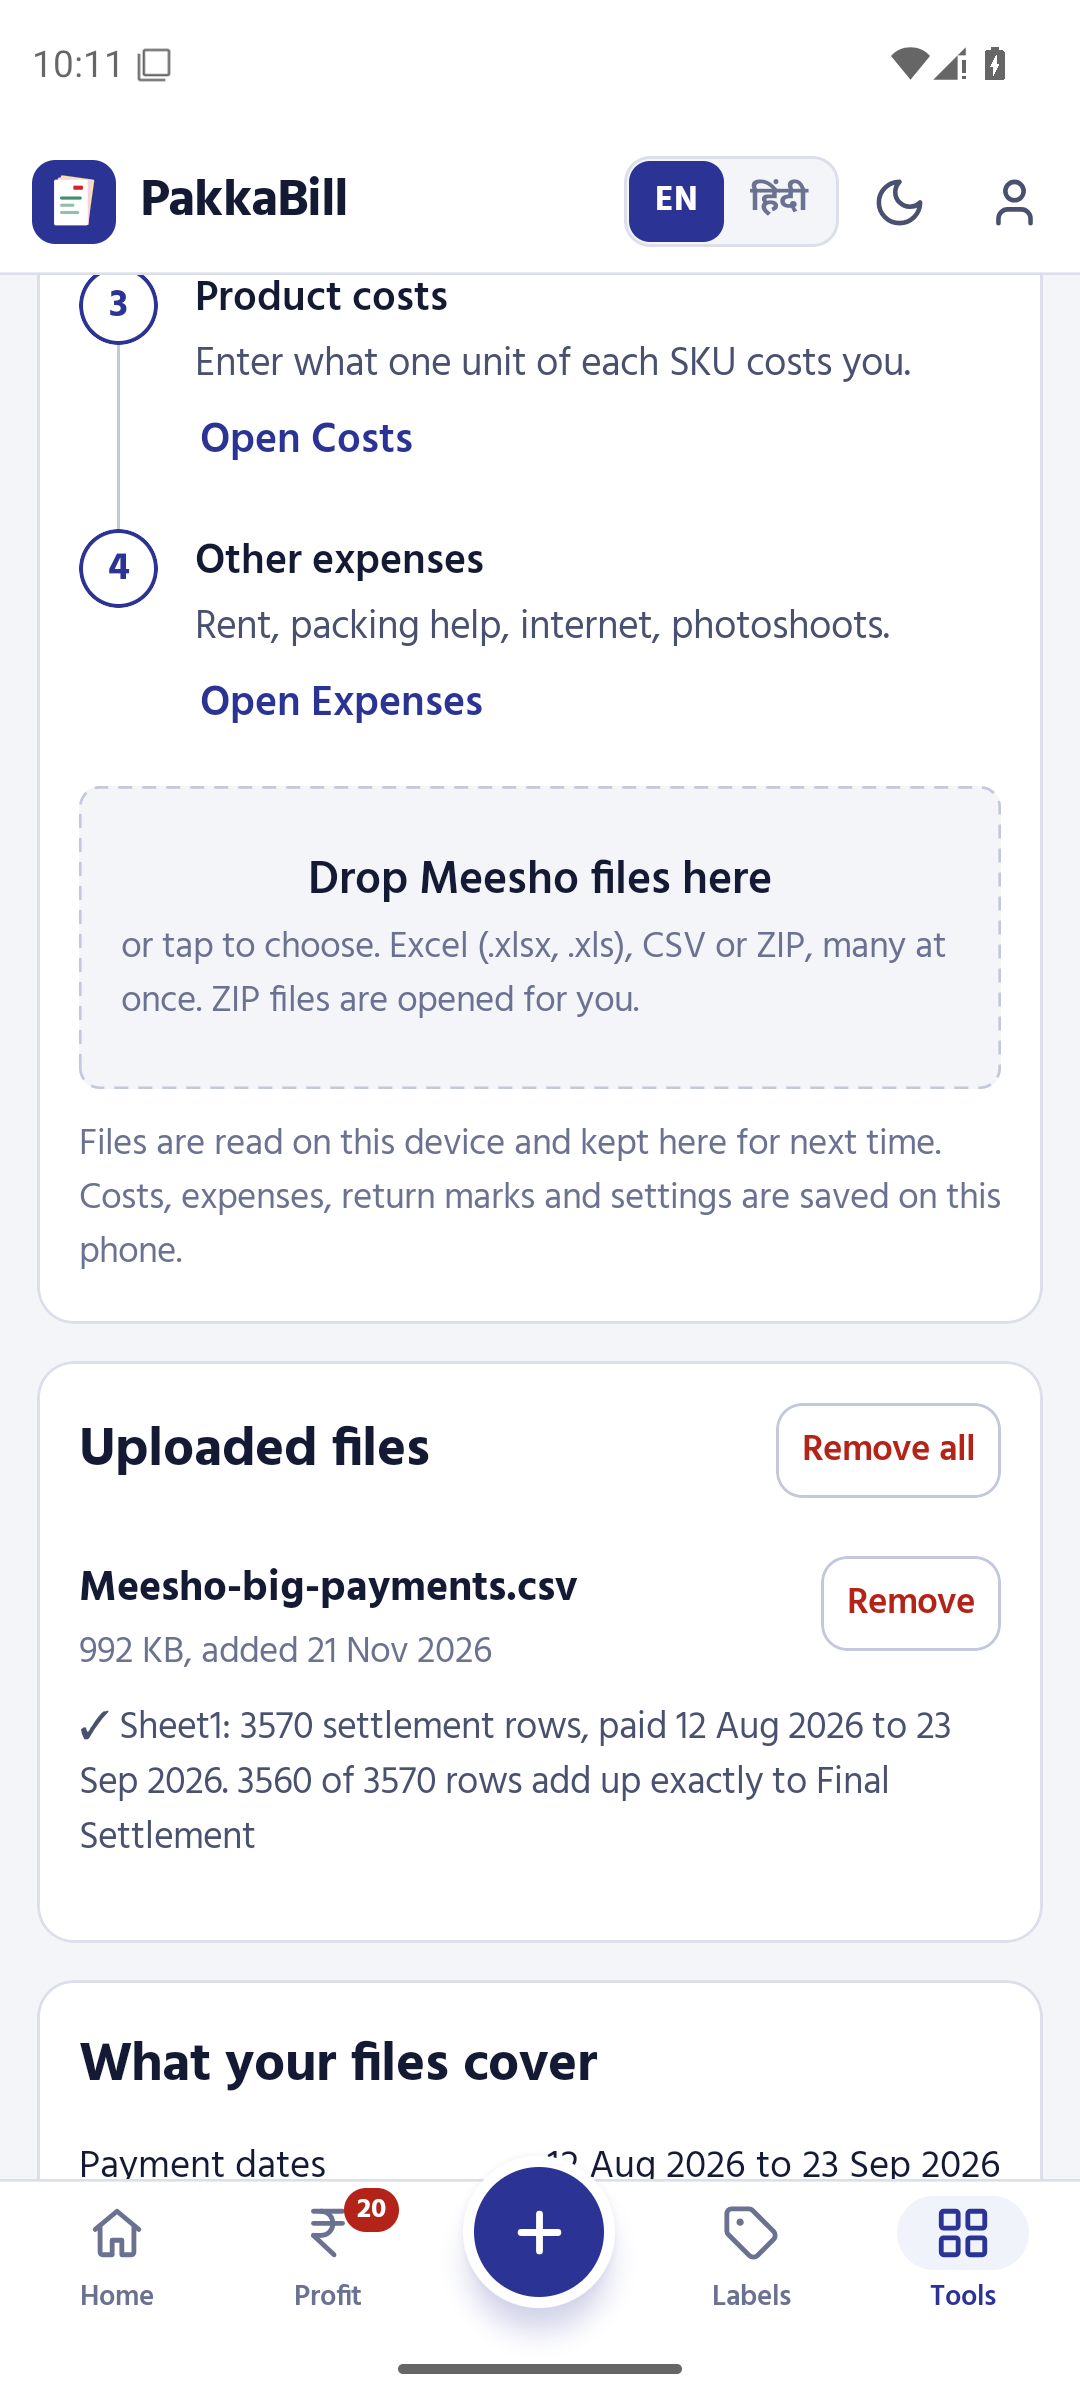 10:11
PakkaBill
EN हिंदी
3 Product costs
Enter what one unit of each SKU costs you.
Open Costs
4 Other expenses
Rent, packing help, internet, photoshoots.
Open Expenses
Drop Meesho files here
or tap to choose. Excel (.xlsx, .xls), CSV or ZIP, many at
once. ZIP files are opened for you.
Files are read on this device and kept here for next time.
Costs, expenses, return marks and settings are saved on this
phone.
Uploaded files
Remove all
Meesho-big-payments.csv
Remove
992 KB, added 21 Nov 2026
✓ Sheet1: 3570 settlement rows, paid 12 Aug 2026 to 23
Sep 2026. 3560 of 3570 rows add up exactly to Final
Settlement
What your files cover
Payment dates 12 Aug 2026 to 23 Sep 2026
₹ 20
Home Profit + Labels Tools